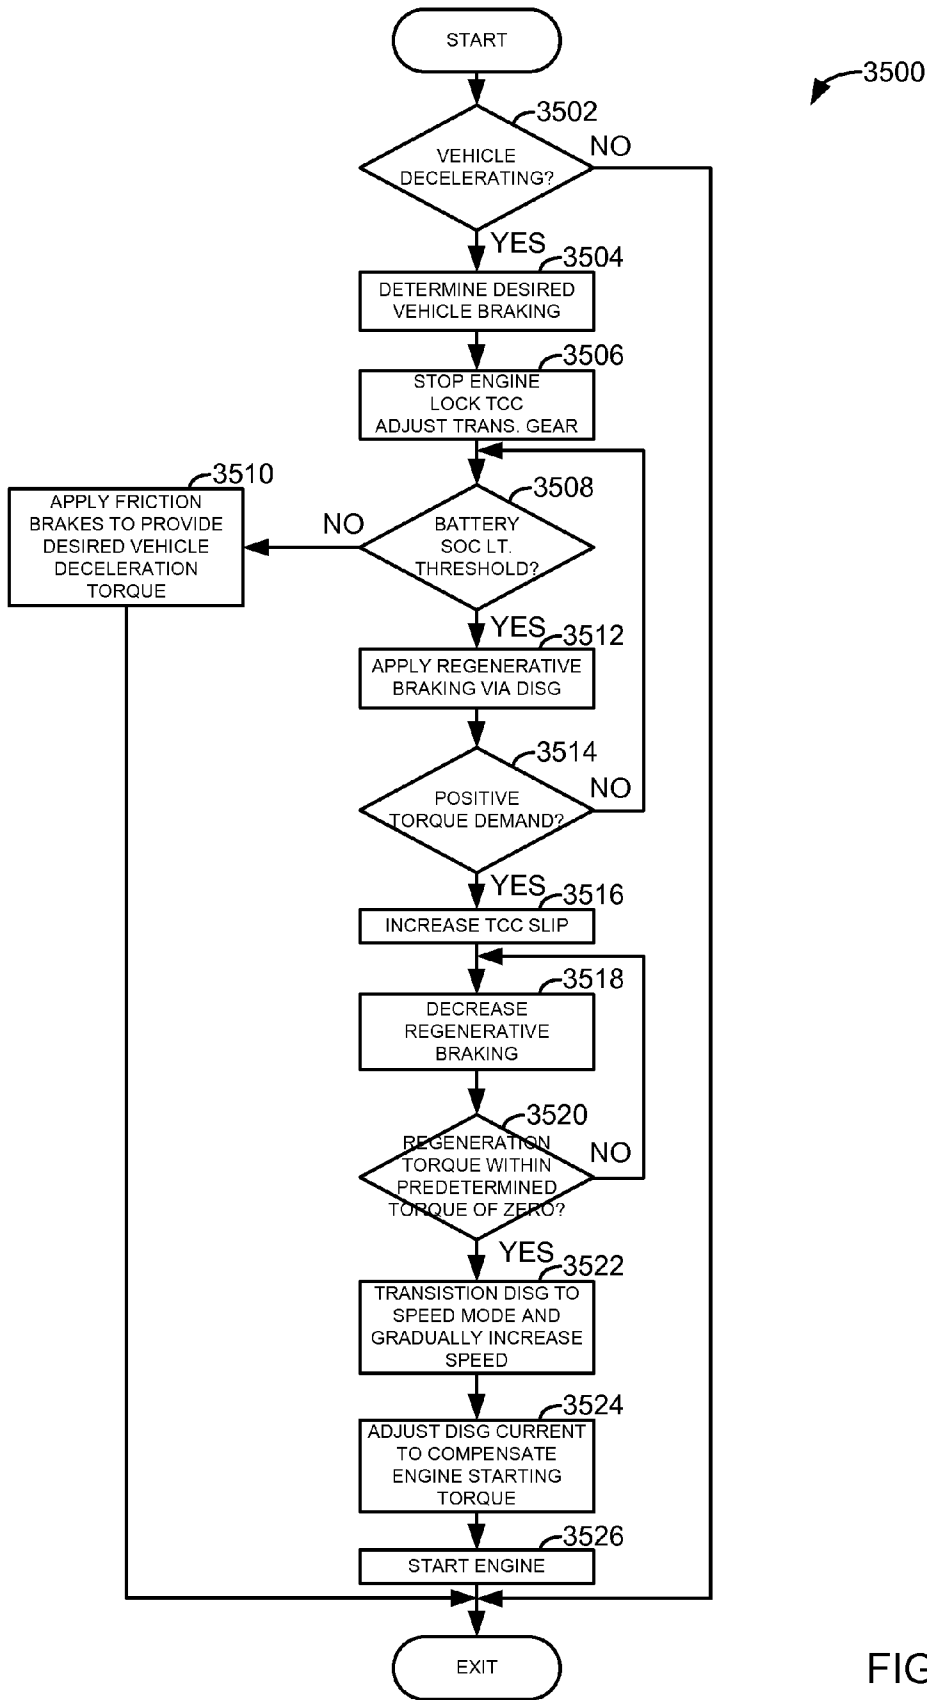 START
3500
3502
VEHICLE
DECELERATING?
NO
YES
3504
DETERMINE DESIRED
VEHICLE BRAKING
3506
STOP ENGINE
LOCK TCC
ADJUST TRANS. GEAR
3510
APPLY FRICTION
BRAKES TO PROVIDE
DESIRED VEHICLE
DECELERATION
TORQUE
NO
3508
BATTERY
SOC LT.
THRESHOLD?
YES
3512
APPLY REGENERATIVE
BRAKING VIA DISG
3514
POSITIVE
TORQUE DEMAND?
NO
YES
3516
INCREASE TCC SLIP
3518
DECREASE
REGENERATIVE
BRAKING
3520
REGENERATION
TORQUE WITHIN
PREDETERMINED
TORQUE OF ZERO?
NO
YES
3522
TRANSISTION DISG TO
SPEED MODE AND
GRADUALLY INCREASE
SPEED
3524
ADJUST DISG CURRENT
TO COMPENSATE
ENGINE STARTING
TORQUE
3526
START ENGINE
EXIT
FIG